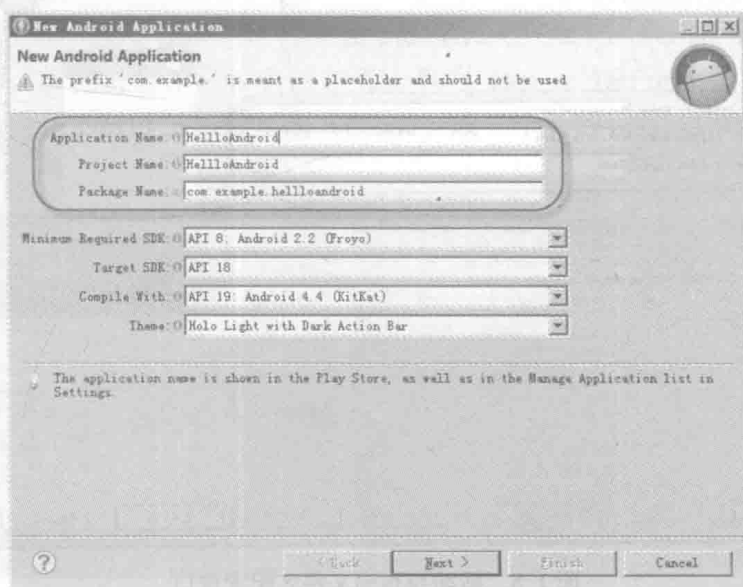 New Android Application
New Android Application
The prefix 'com.example.' is meant as a placeholder and should not be used
Application Name: HellloAndroid
Project Name: HellloAndroid
Package Name: com.example.hellloandroid
Minimum Required SDK: API 8: Android 2.2 (Froyo)
Target SDK: API 18
Compile With: API 19: Android 4.4 (KitKat)
Theme: Holo Light with Dark Action Bar
The application name is shown in the Play Store, as well as in the Manage Application list in
Settings.
? < Back Next > Finish Cancel